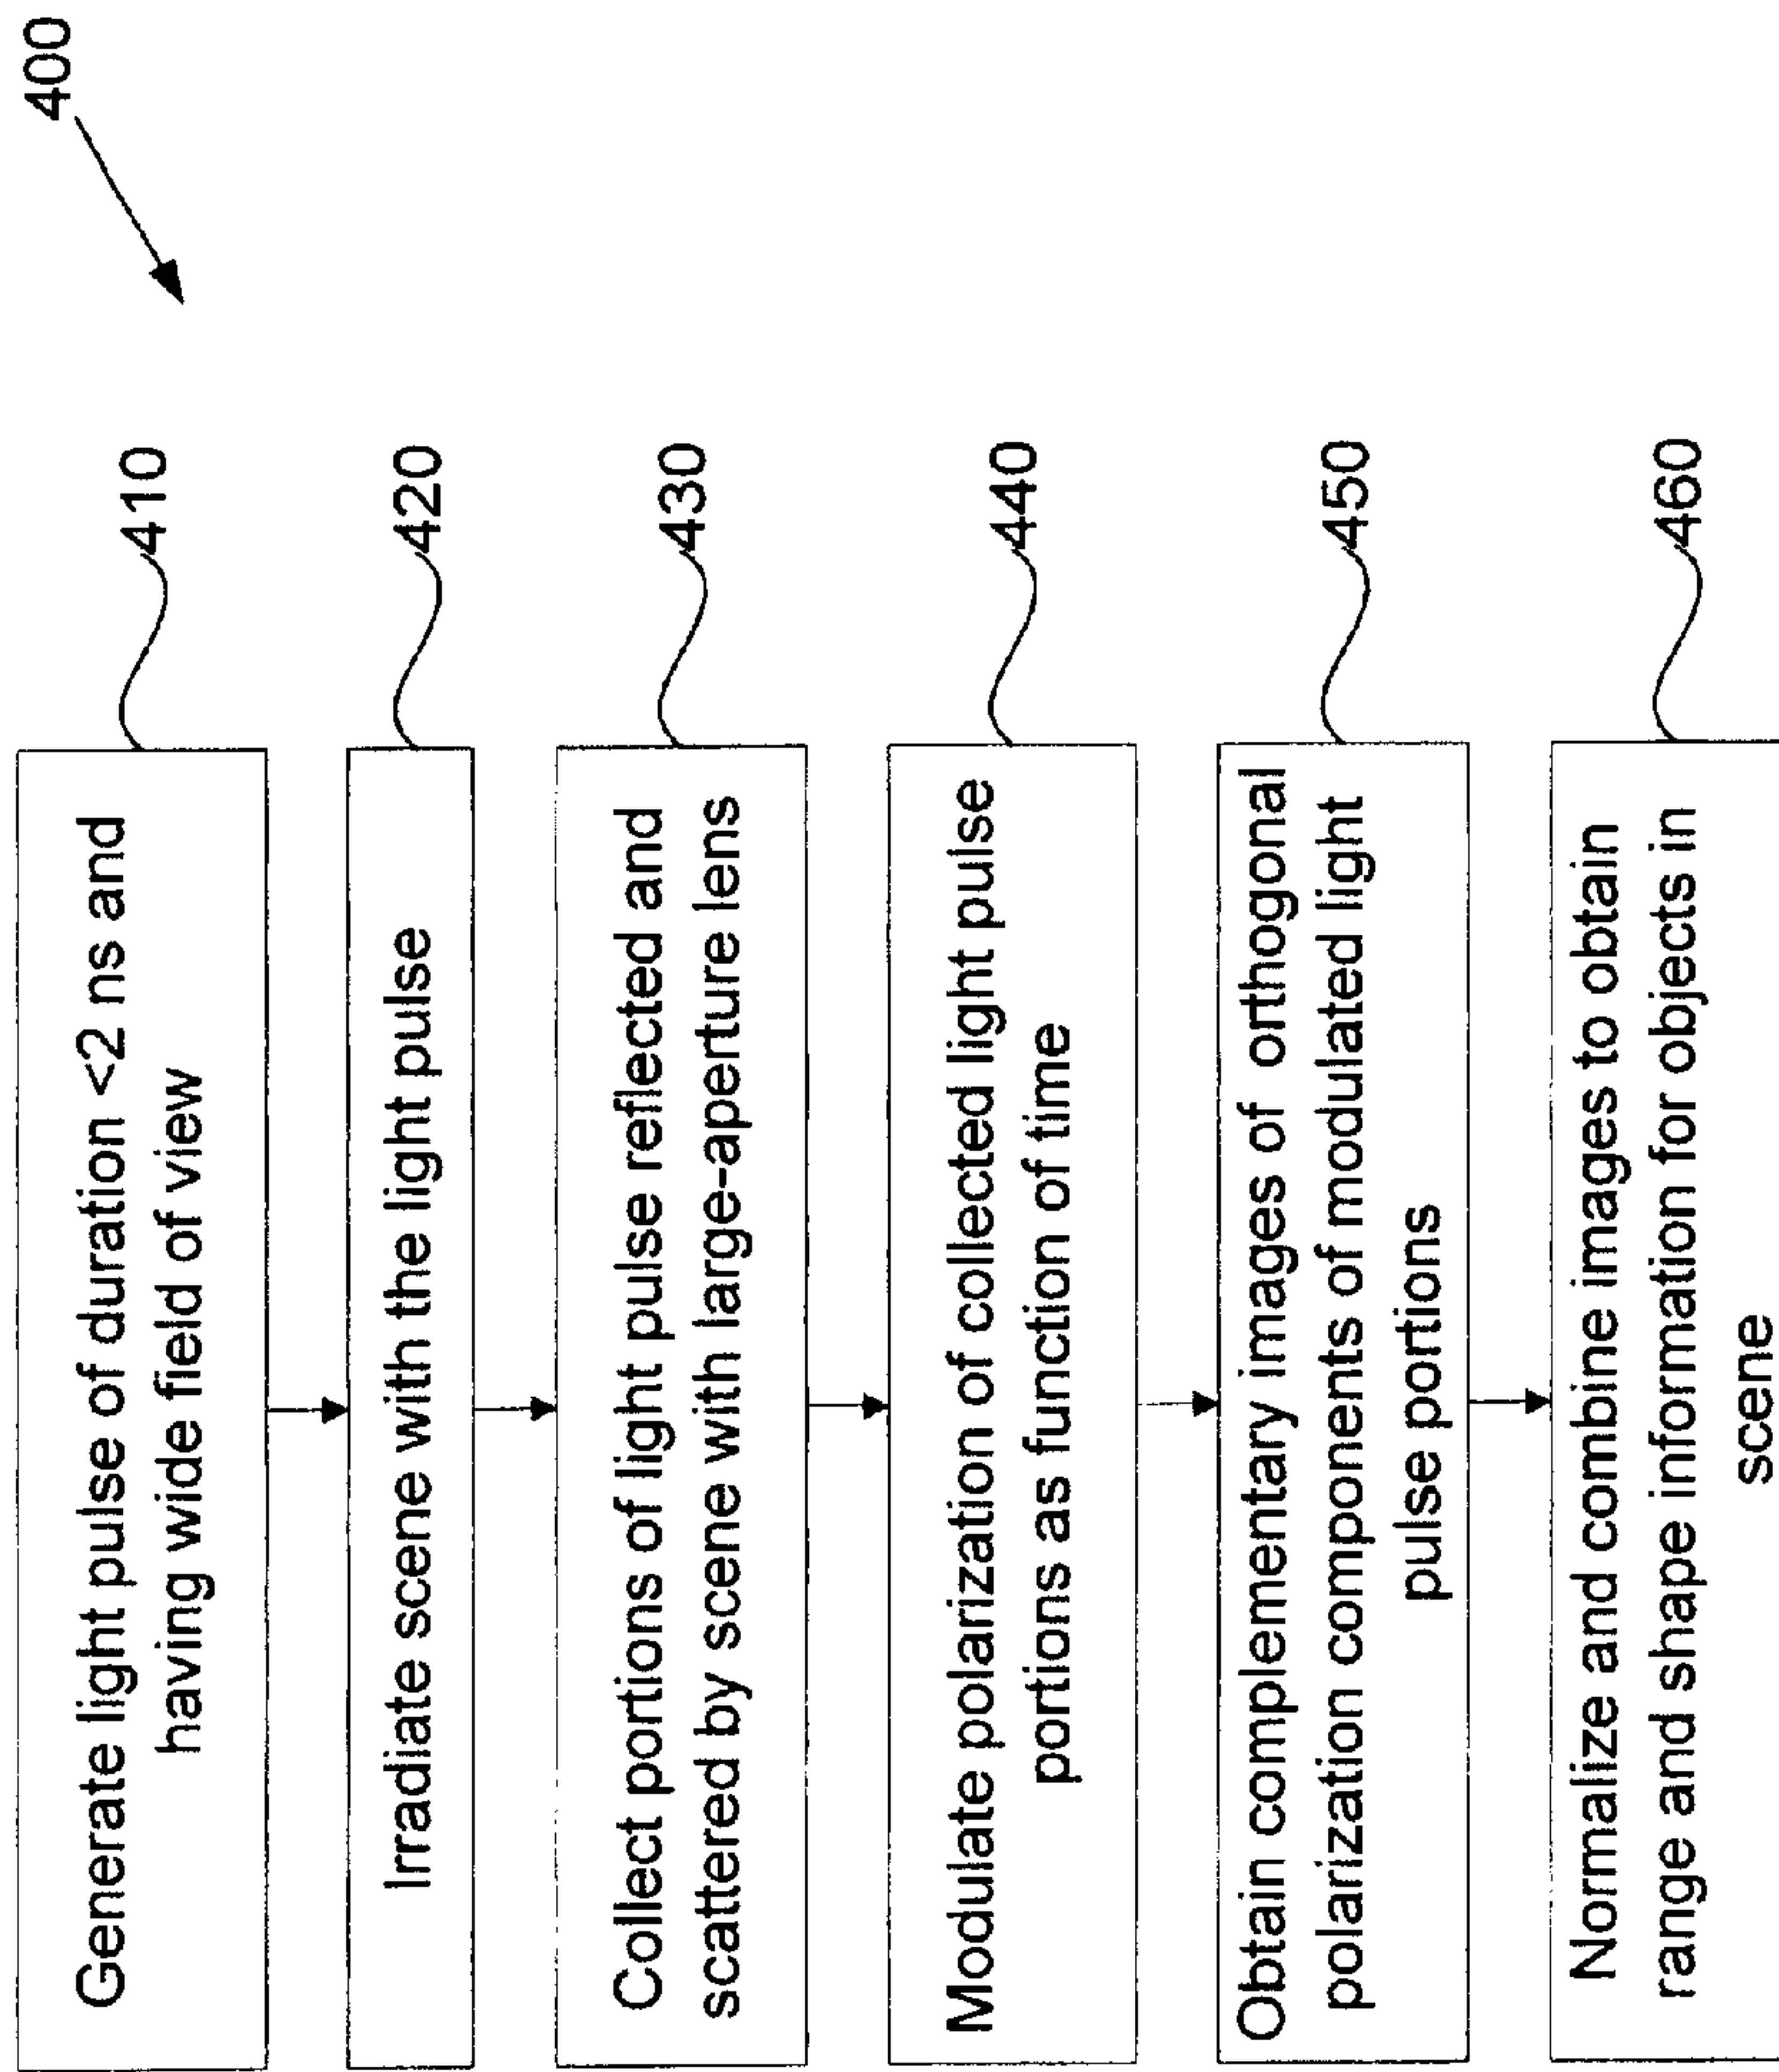 400
Generate light pulse of duration <2 ns and
having wide field of view
410
Irradiate scene with the light pulse
420
Collect portions of light pulse reflected and
scattered by scene with large-aperture lens
430
Modulate polarization of collected light pulse
portions as function of time
440
Obtain complementary images of orthogonal
polarization components of modulated light
pulse portions
450
Normalize and combine images to obtain
range and shape information for objects in
scene
460